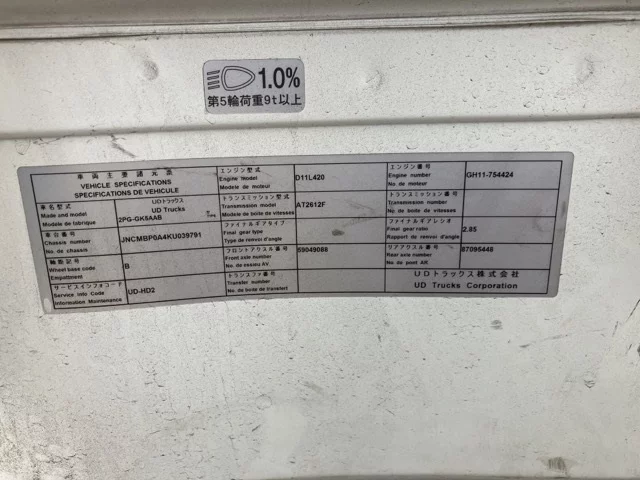 1.0%
第5輪荷重9t以上
車両主要諸元表
VEHICLE SPECIFICATIONS
SPECIFICATIONS DE VEHICULE
車名型式
Made and model
Modele de fabrique
UDトラックス
UD Trucks
2PG-GK5AAB
車台番号
Chassis number
No. de chassis
JNCMBP0A4KU039791
軸距記号
Wheel base code
Empatement
B
サービスインフォコード
Service Info Code
Information Maintenance
UD-HD2
エンジン型式
Engine model
Modele de moteur
D11L420
トランスミッション型式
Transmission model
Modele de boite de vitesses
AT2612F
ファイナルギアタイプ
Final gear type
Type de renvoi d'angle
フロントアクスル番号
Front axle number
No. de essieu AV.
59049088
トランスファ番号
Transfer number
No. de boite de transfert
エンジン番号
Engine number
No. de moteur
GH11-754424
トランスミッション番号
Transmission number
No. de boite de vitesses
ファイナルギアレシオ
Final gear ratio
Rapport de renvoi d'angle
2.85
リアアクスル番号
Rear axle number
No. du pont AR.
87095448
UDトラックス株式会社
UD Trucks Corporation